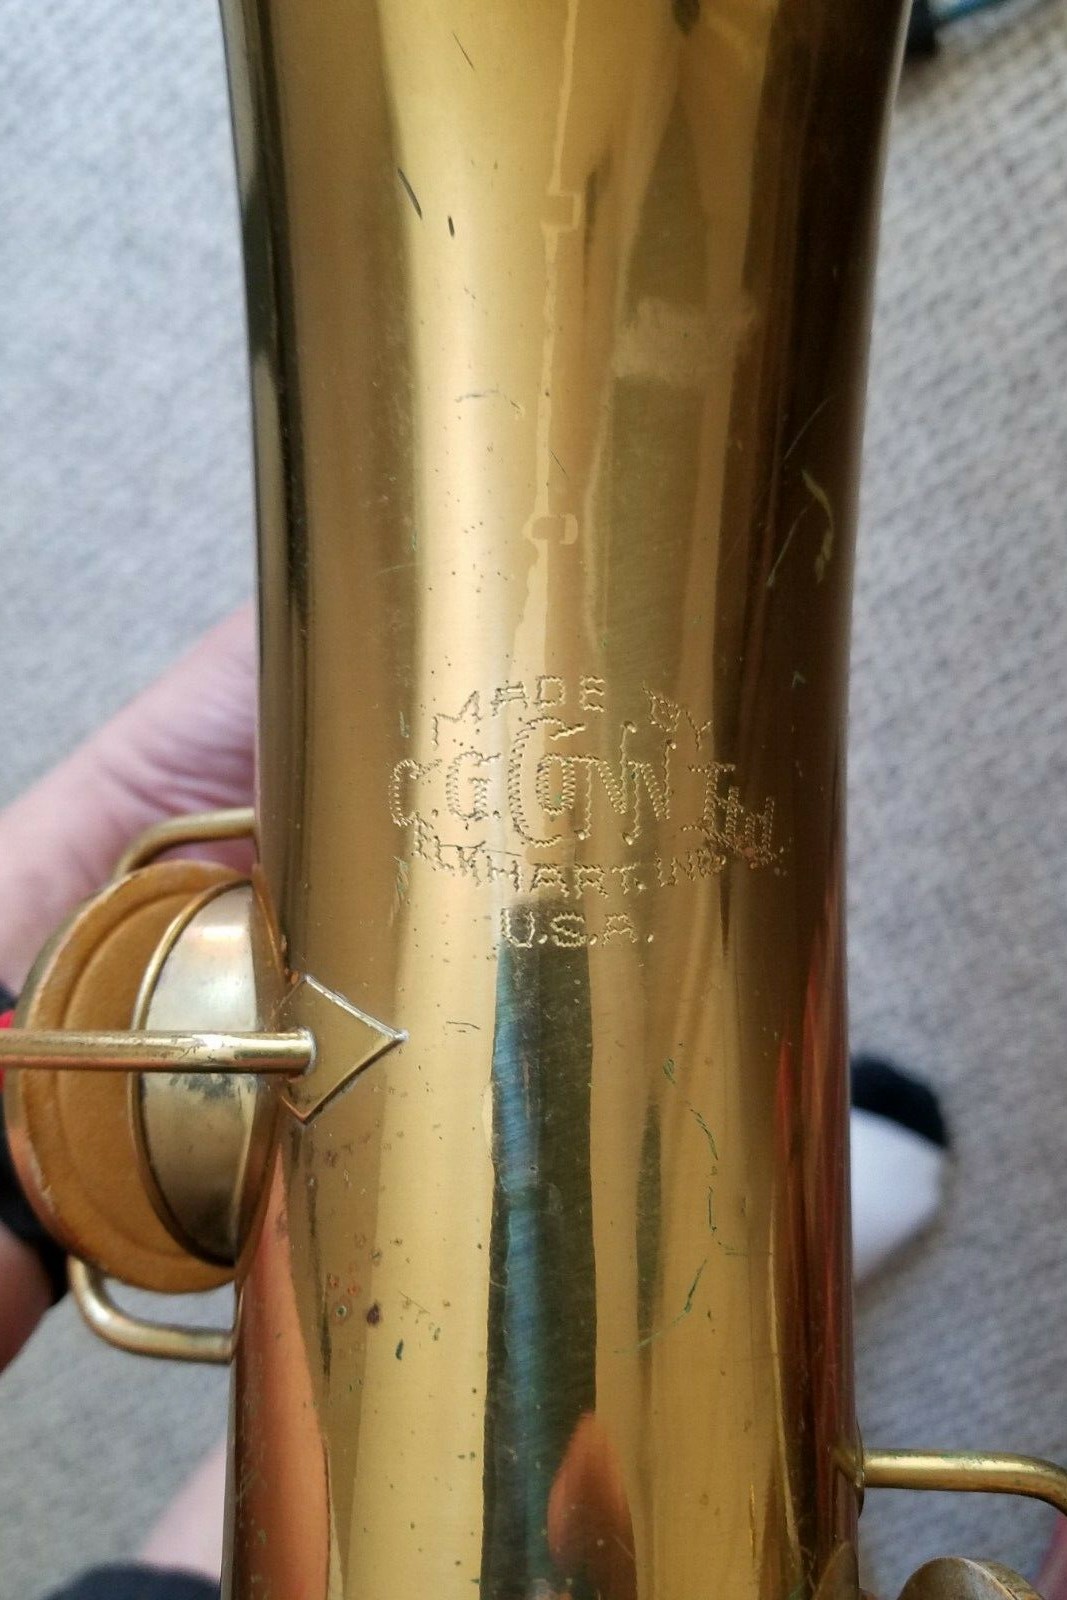 MADE BY
C.G. CONN LTD.
ELKHART. IND.
U.S.A.